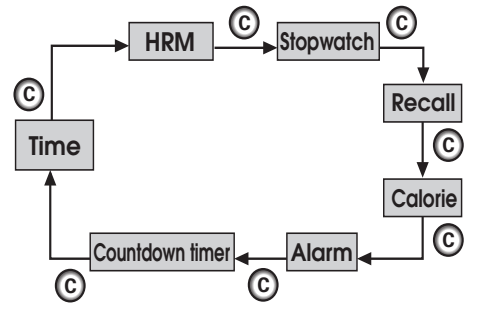 C
C
HRM
Stopwatch
C
Recall
Time
C
Calorie
C
Countdown timer
Alarm
C
C